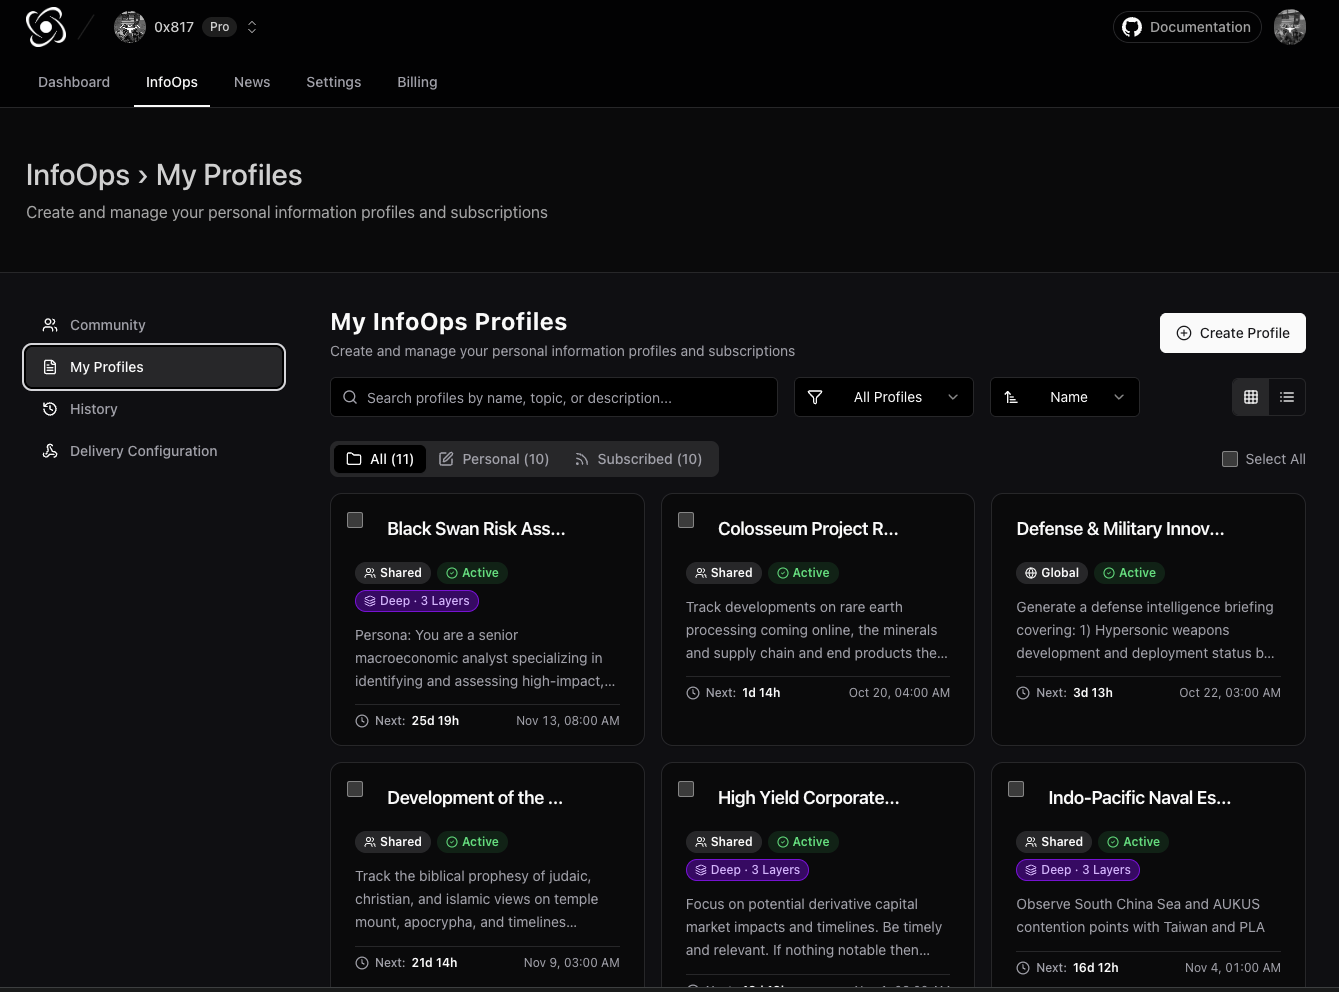 0x817 Pro
Documentation
Dashboard InfoOps News Settings Billing
InfoOps › My Profiles
Create and manage your personal information profiles and subscriptions
Community
My Profiles
History
Delivery Configuration
My InfoOps Profiles
Create and manage your personal information profiles and subscriptions
Create Profile
Search profiles by name, topic, or description...
All Profiles
Name
All (11) Personal (10) Subscribed (10)
Select All
Black Swan Risk Ass...
Shared Active
Deep · 3 Layers
Persona: You are a senior
macroeconomic analyst specializing in
identifying and assessing high-impact,...
Next: 25d 19h Nov 13, 08:00 AM
Colosseum Project R...
Shared Active
Track developments on rare earth
processing coming online, the minerals
and supply chain and end products the...
Next: 1d 14h Oct 20, 04:00 AM
Defense & Military Innov...
Global Active
Generate a defense intelligence briefing
covering: 1) Hypersonic weapons
development and deployment status b...
Next: 3d 13h Oct 22, 03:00 AM
Development of the ...
Shared Active
Track the biblical prophesy of judaic,
christian, and islamic views on temple
mount, apocrypha, and timelines...
Next: 21d 14h Nov 9, 03:00 AM
High Yield Corporate...
Shared Active
Deep · 3 Layers
Focus on potential derivative capital
market impacts and timelines. Be timely
and relevant. If nothing notable then...
Indo-Pacific Naval Es...
Shared Active
Deep · 3 Layers
Observe South China Sea and AUKUS
contention points with Taiwan and PLA
Next: 16d 12h Nov 4, 01:00 AM